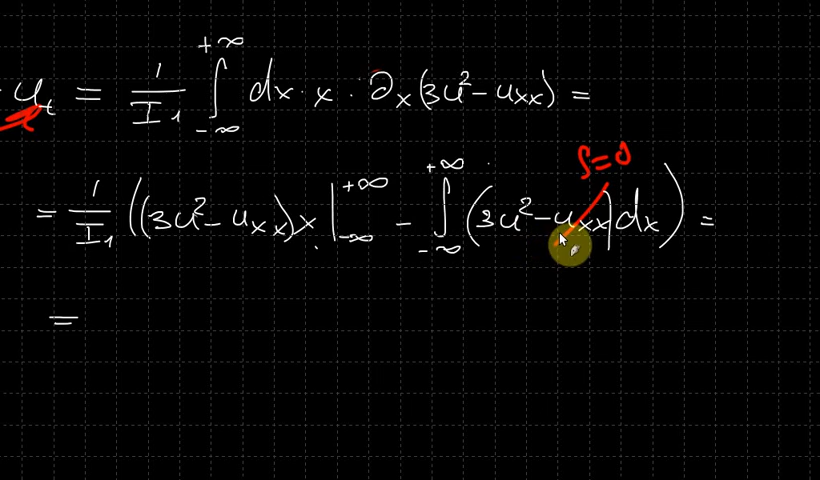 · u_t = 1/I_1 ∫_{-∞}^{+∞} dx · x · ∂_x(3u² - u_xx) =
∫=0
= 1/I_1 ((3u² - u_xx)x |_{-∞}^{+∞} - ∫_{-∞}^{+∞} (3u² - u_xx)dx) =
=